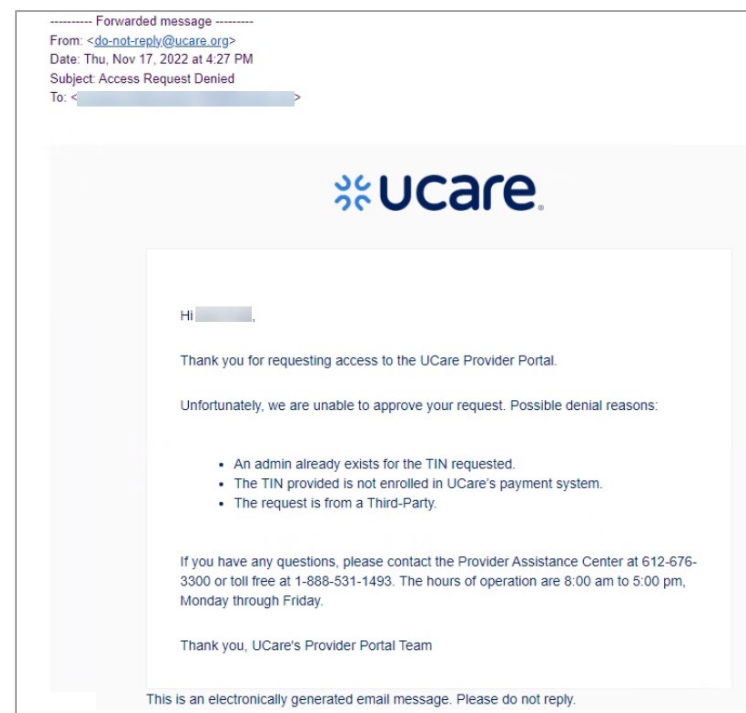 ---------- Forwarded message ---------
From: <do-not-reply@ucare.org>
Date: Thu, Nov 17, 2022 at 4:27 PM
Subject: Access Request Denied
To: < >
ucare.
Hi ,
Thank you for requesting access to the UCare Provider Portal.
Unfortunately, we are unable to approve your request. Possible denial reasons:
• An admin already exists for the TIN requested.
• The TIN provided is not enrolled in UCare's payment system.
• The request is from a Third-Party.
If you have any questions, please contact the Provider Assistance Center at 612-676-
3300 or toll free at 1-888-531-1493. The hours of operation are 8:00 am to 5:00 pm,
Monday through Friday.
Thank you, UCare's Provider Portal Team
This is an electronically generated email message. Please do not reply.